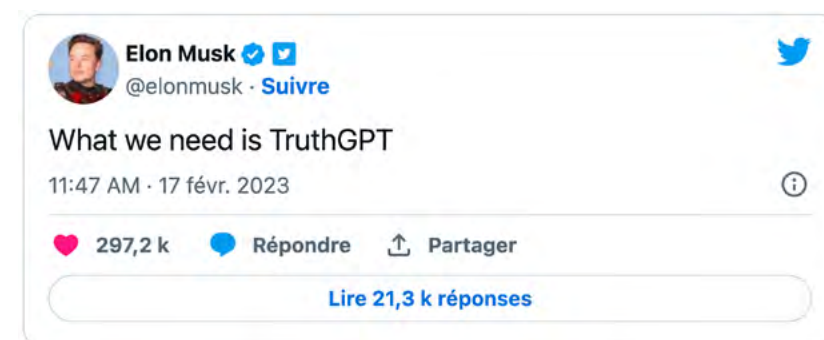 Elon Musk
@elonmusk · Suivre
What we need is TruthGPT
11:47 AM · 17 févr. 2023
297,2 k Répondre Partager
Lire 21,3 k réponses